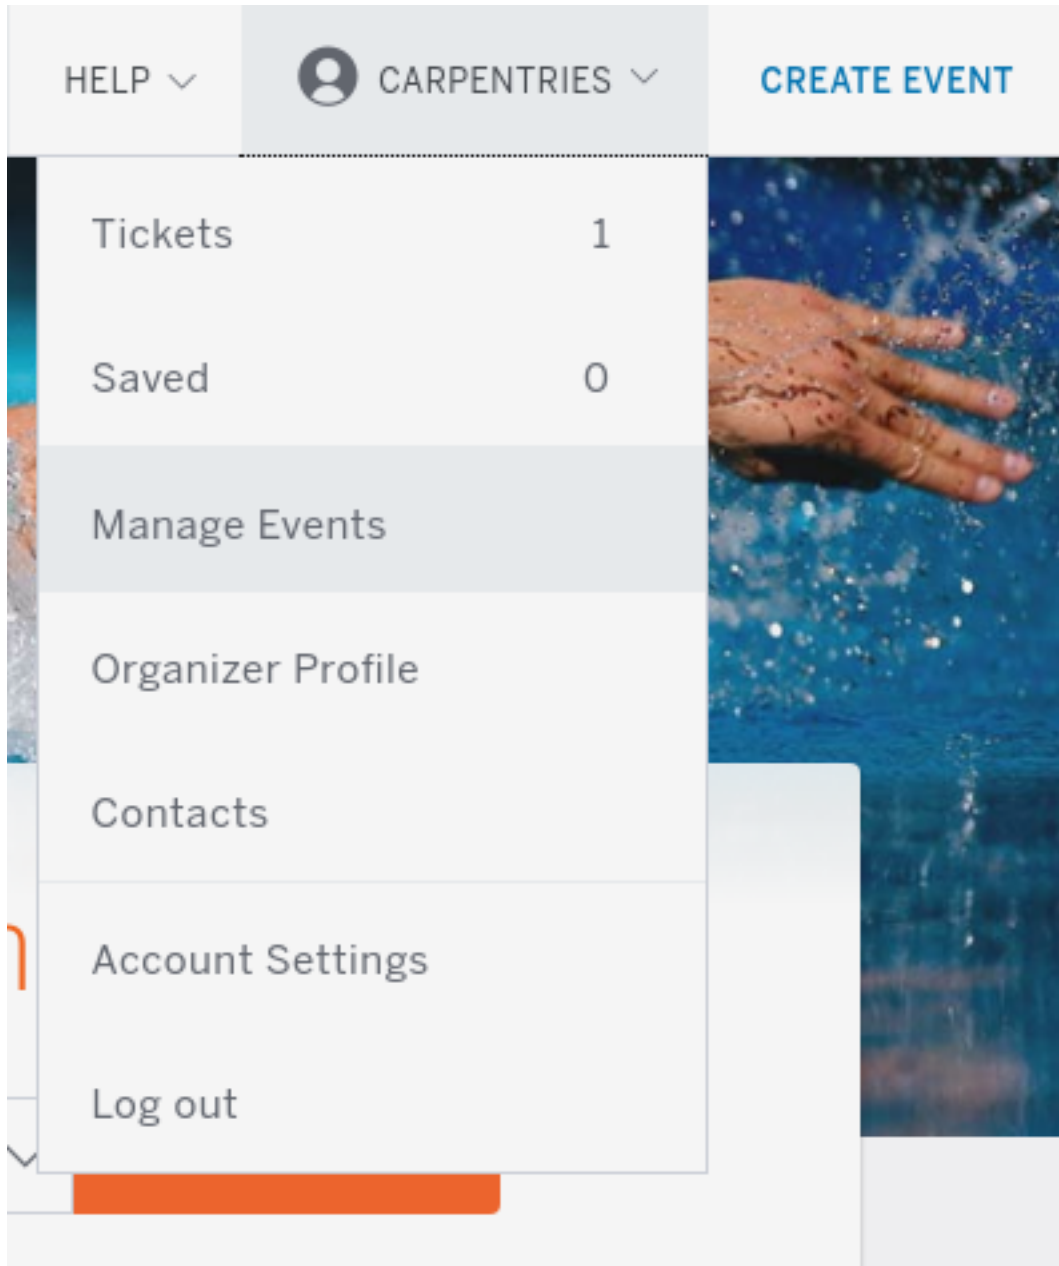 HELP CARPENTRIES CREATE EVENT
Tickets 1
Saved 0
Manage Events
Organizer Profile
Contacts
Account Settings
Log out